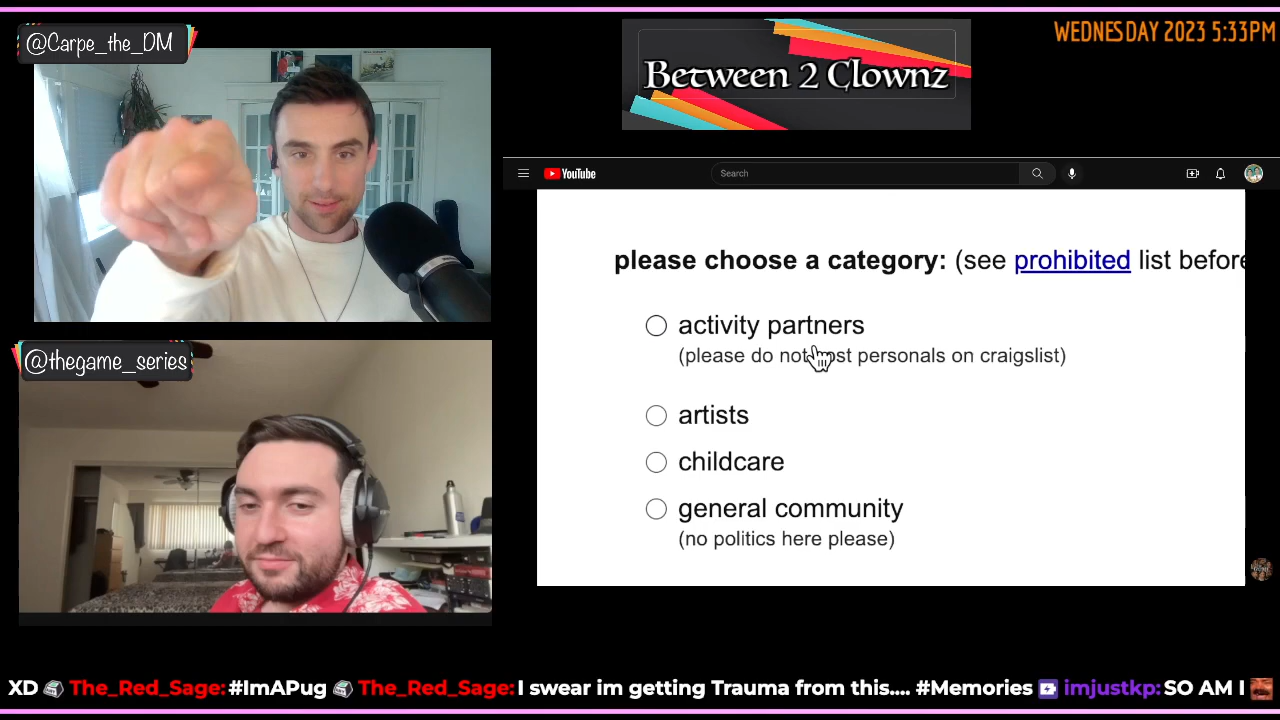 @Carpe_the_DM
Between 2 Clownz
WEDNESDAY 2023 5:33PM
YouTube
Search
please choose a category: (see prohibited list before
activity partners
(please do not post personals on craigslist)
artists
childcare
general community
(no politics here please)
@thegame_series
XD The_Red_Sage: #ImAPug The_Red_Sage: I swear im getting Trauma from this.... #Memories imjustkp: SO AM I